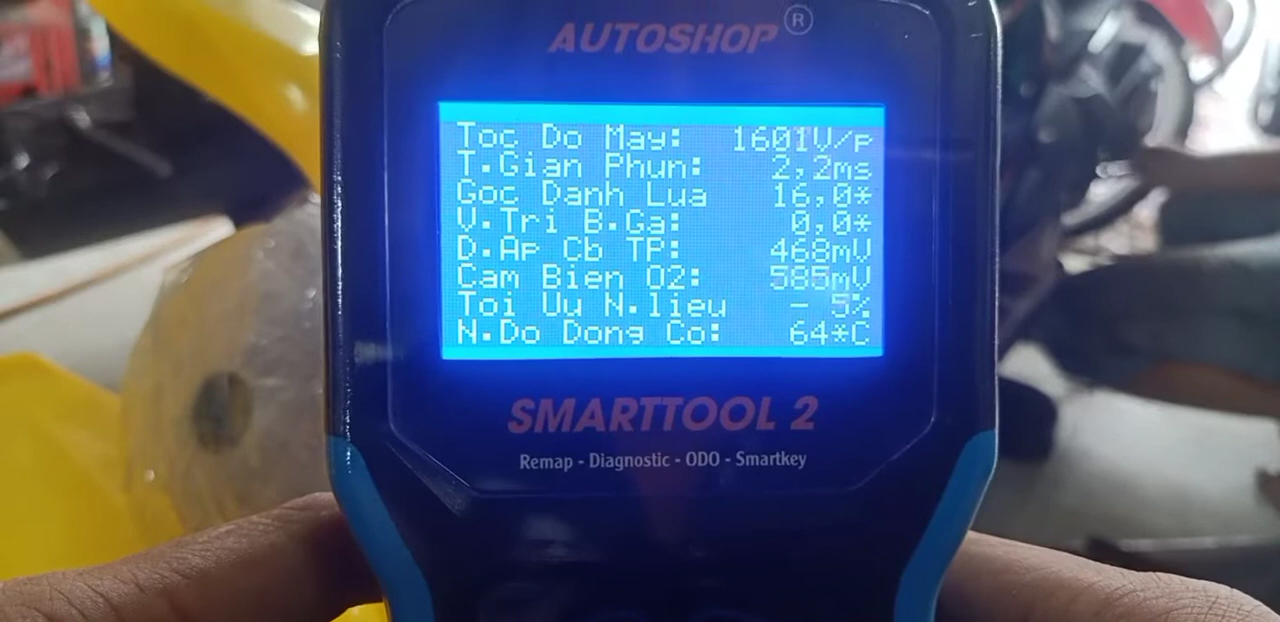 AUTOSHOP®
Toc Do May: 1601V/p
T.Gian Phun: 2,2ms
Goc Danh Lua 16,0*
V.Tri B.Ga: 0,0*
D.Ap Cb TP: 468mV
Cam Bien O2: 585mV
Toi Uu N.lieu - 5%
N.Do Dong Co: 64*C
SMARTTOOL 2
Remap - Diagnostic - ODO - Smartkey